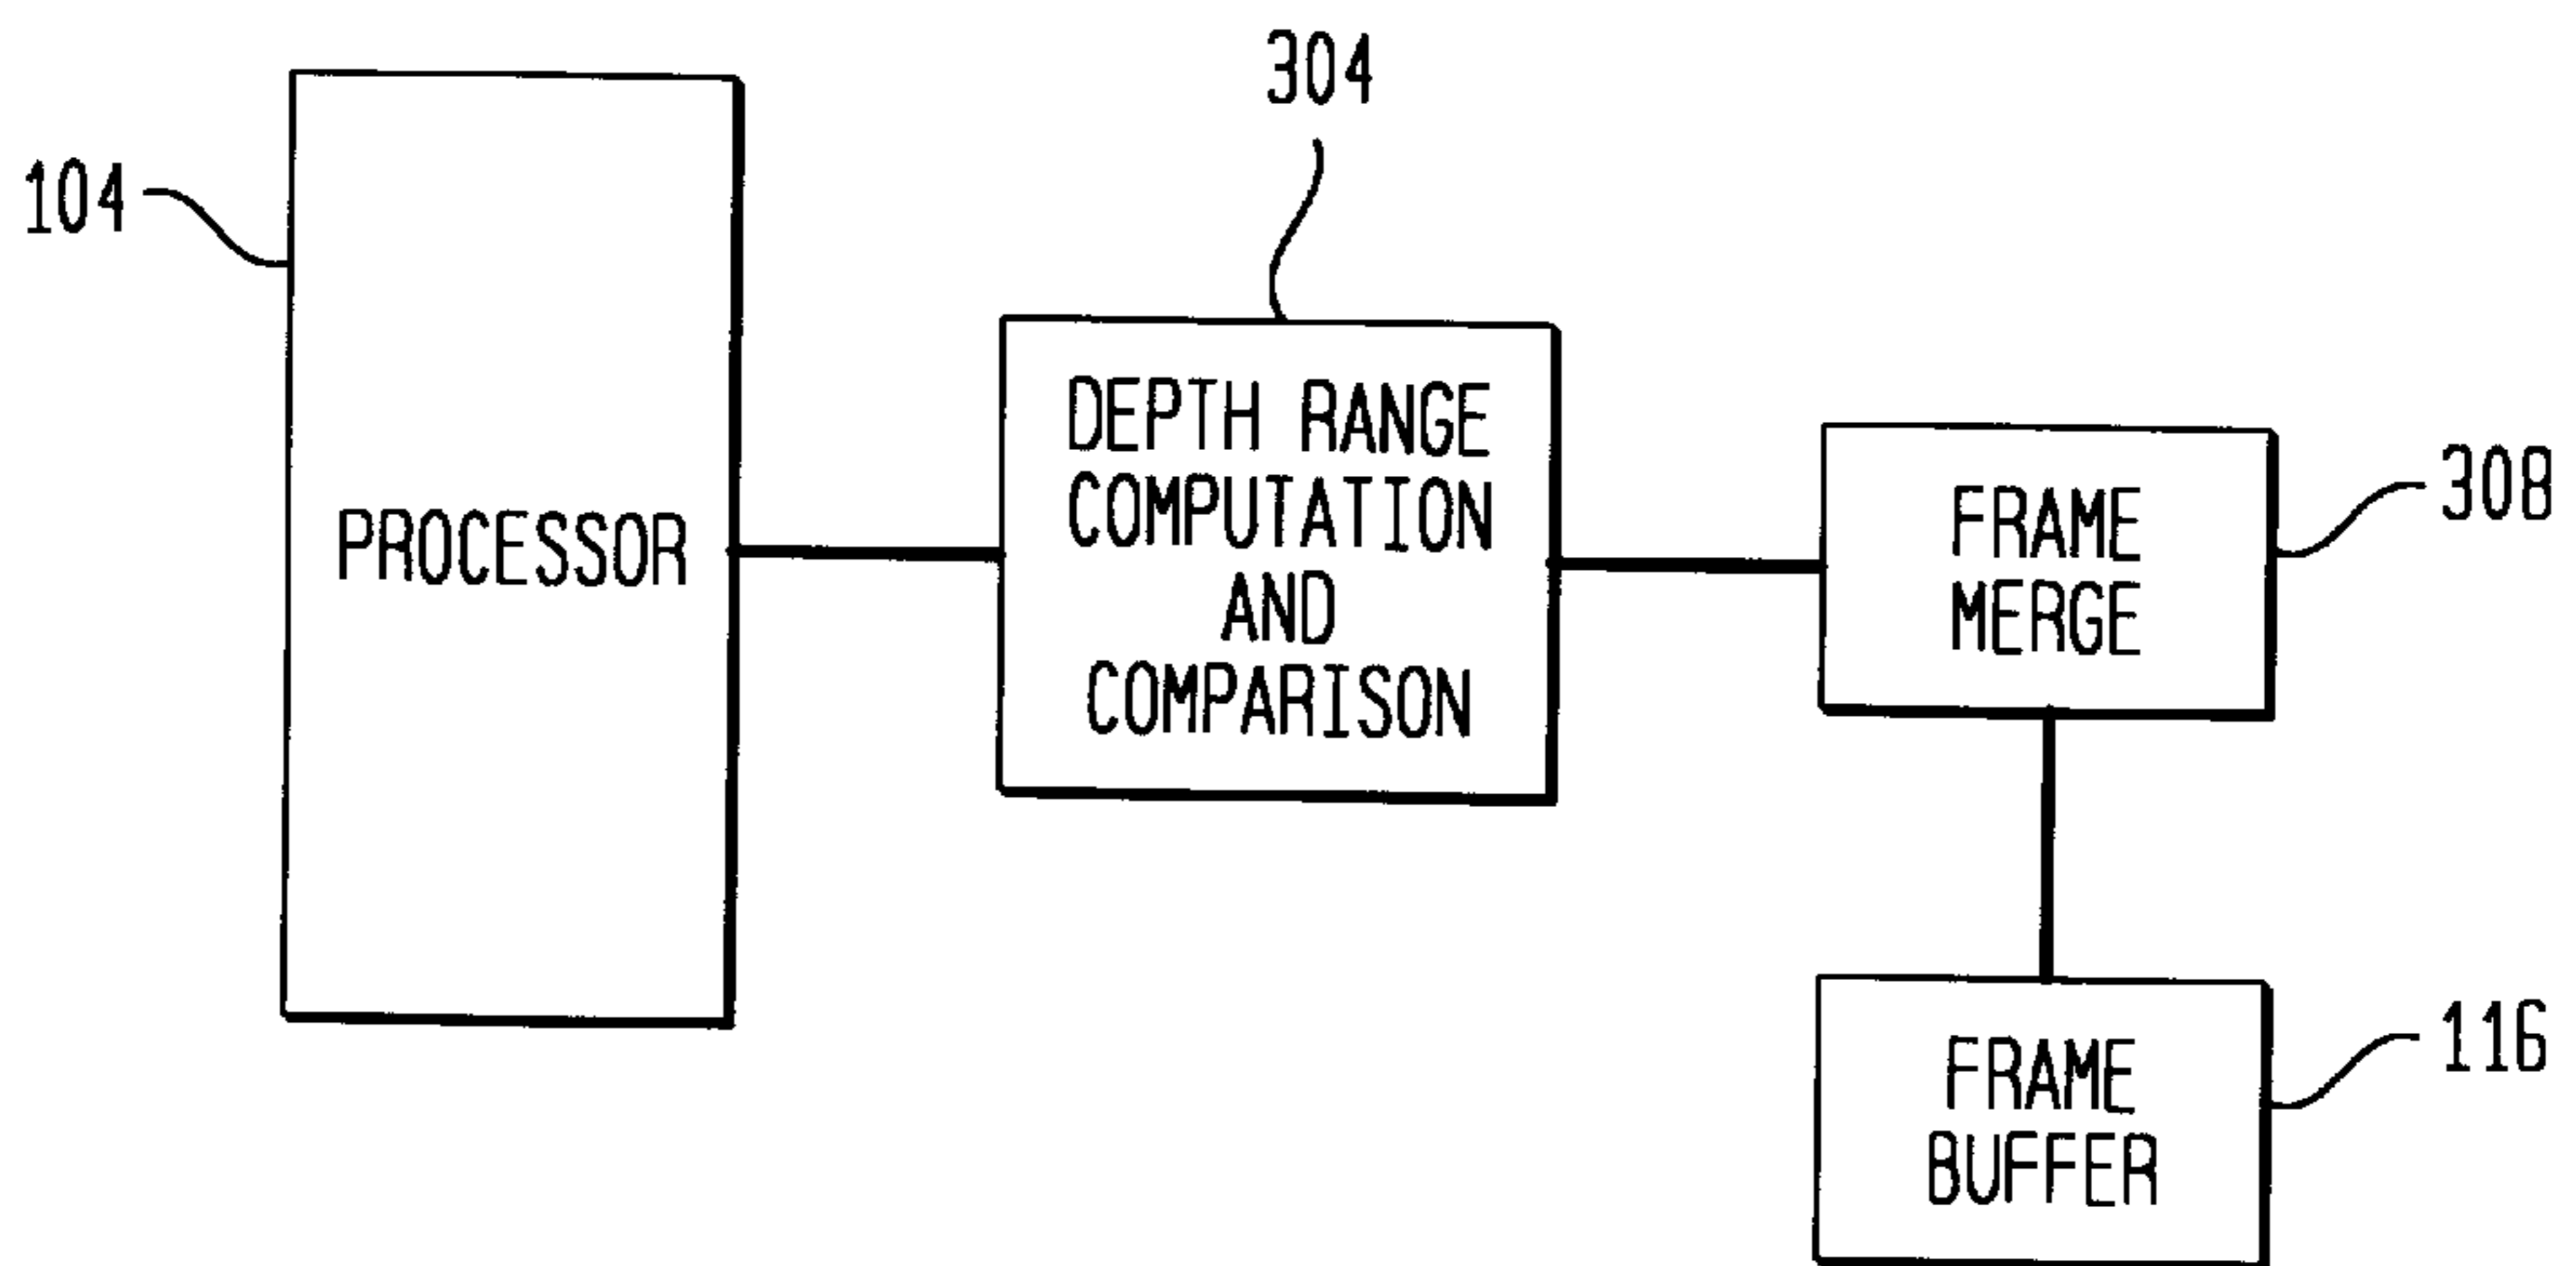 304
104
PROCESSOR
DEPTH RANGE
COMPUTATION
AND
COMPARISON
FRAME
MERGE
308
FRAME
BUFFER
116